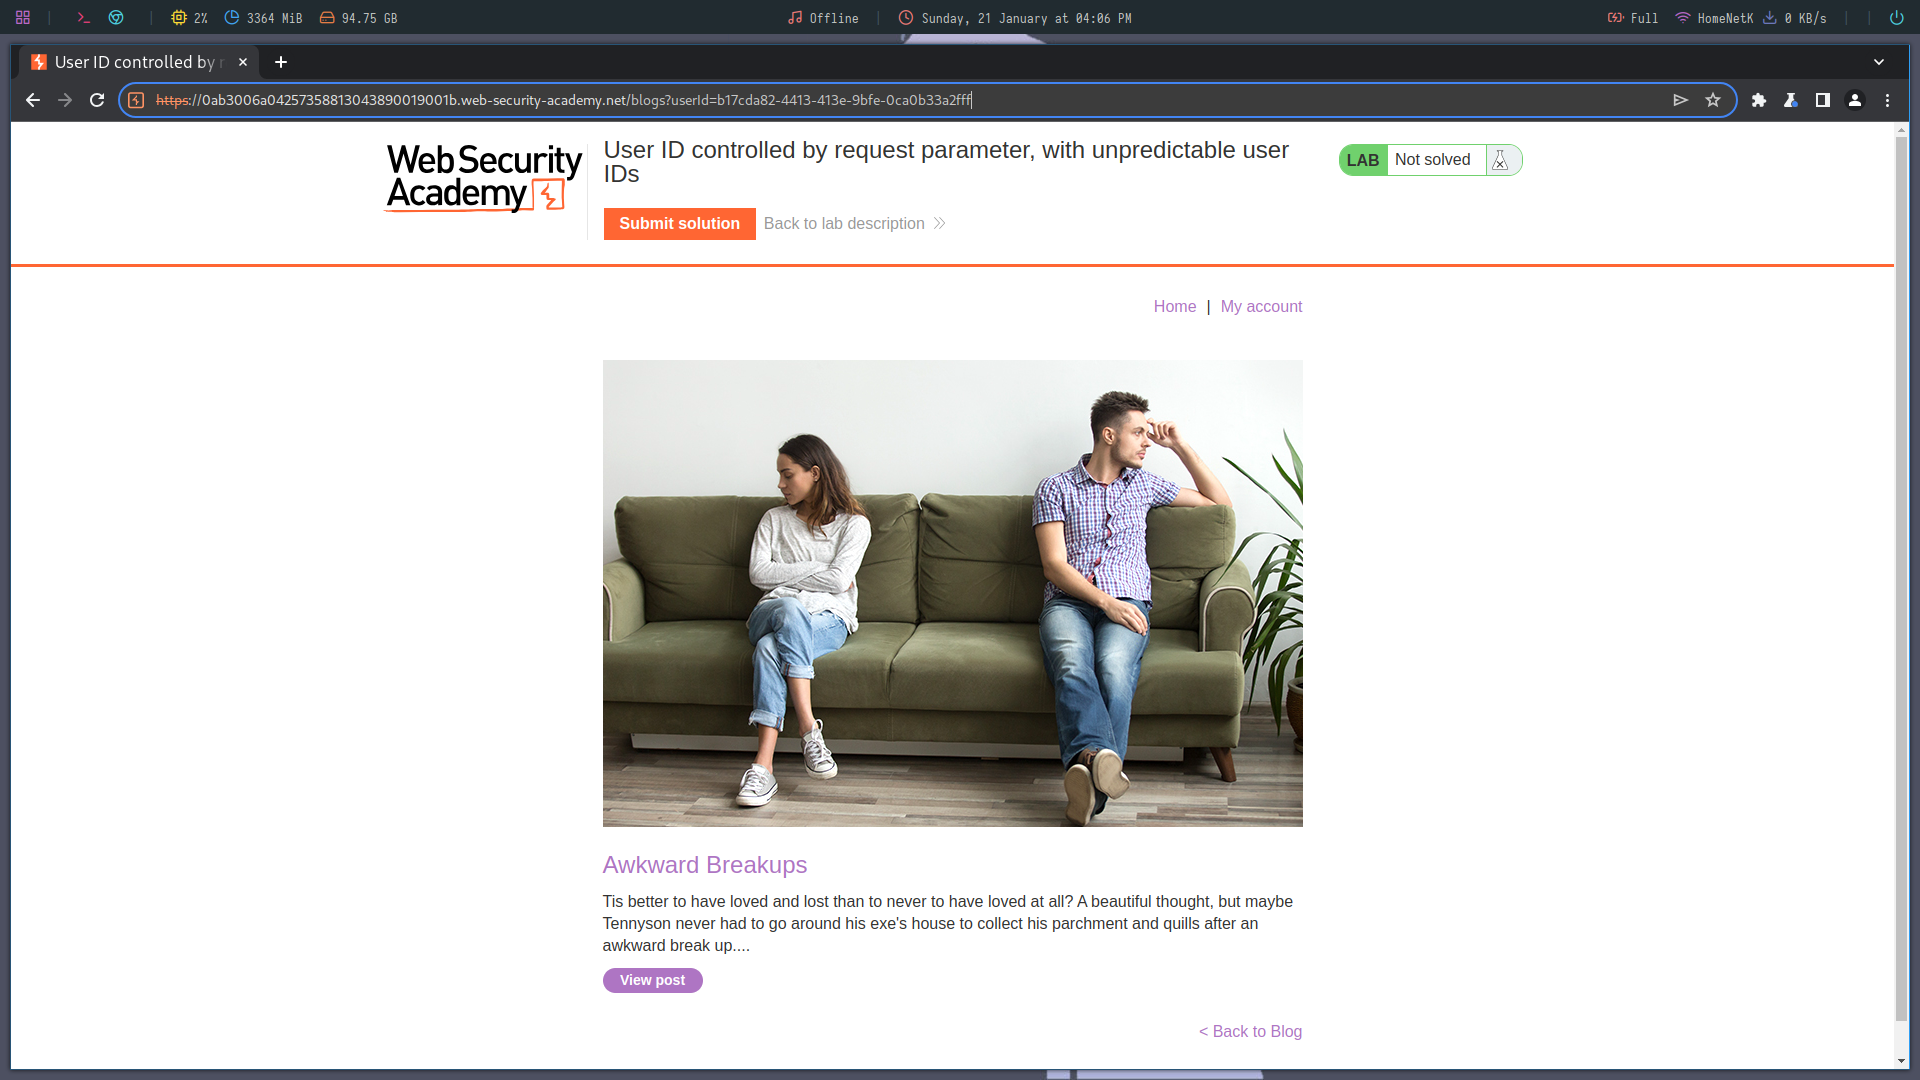 2% 3364 MiB 94.75 GB Offline Sunday, 21 January at 04:06 PM Full HomeNetK 0 KB/s
User ID controlled by r
https://0ab3006a04257358813043890019001b.web-security-academy.net/blogs?userId=b17cda82-4413-413e-9bfe-0ca0b33a2fff
Web Security
Academy
User ID controlled by request parameter, with unpredictable user
IDs
LAB Not solved
Submit solution Back to lab description
Home | My account
Awkward Breakups
Tis better to have loved and lost than to never to have loved at all? A beautiful thought, but maybe
Tennyson never had to go around his exe's house to collect his parchment and quills after an
awkward break up....
View post
< Back to Blog